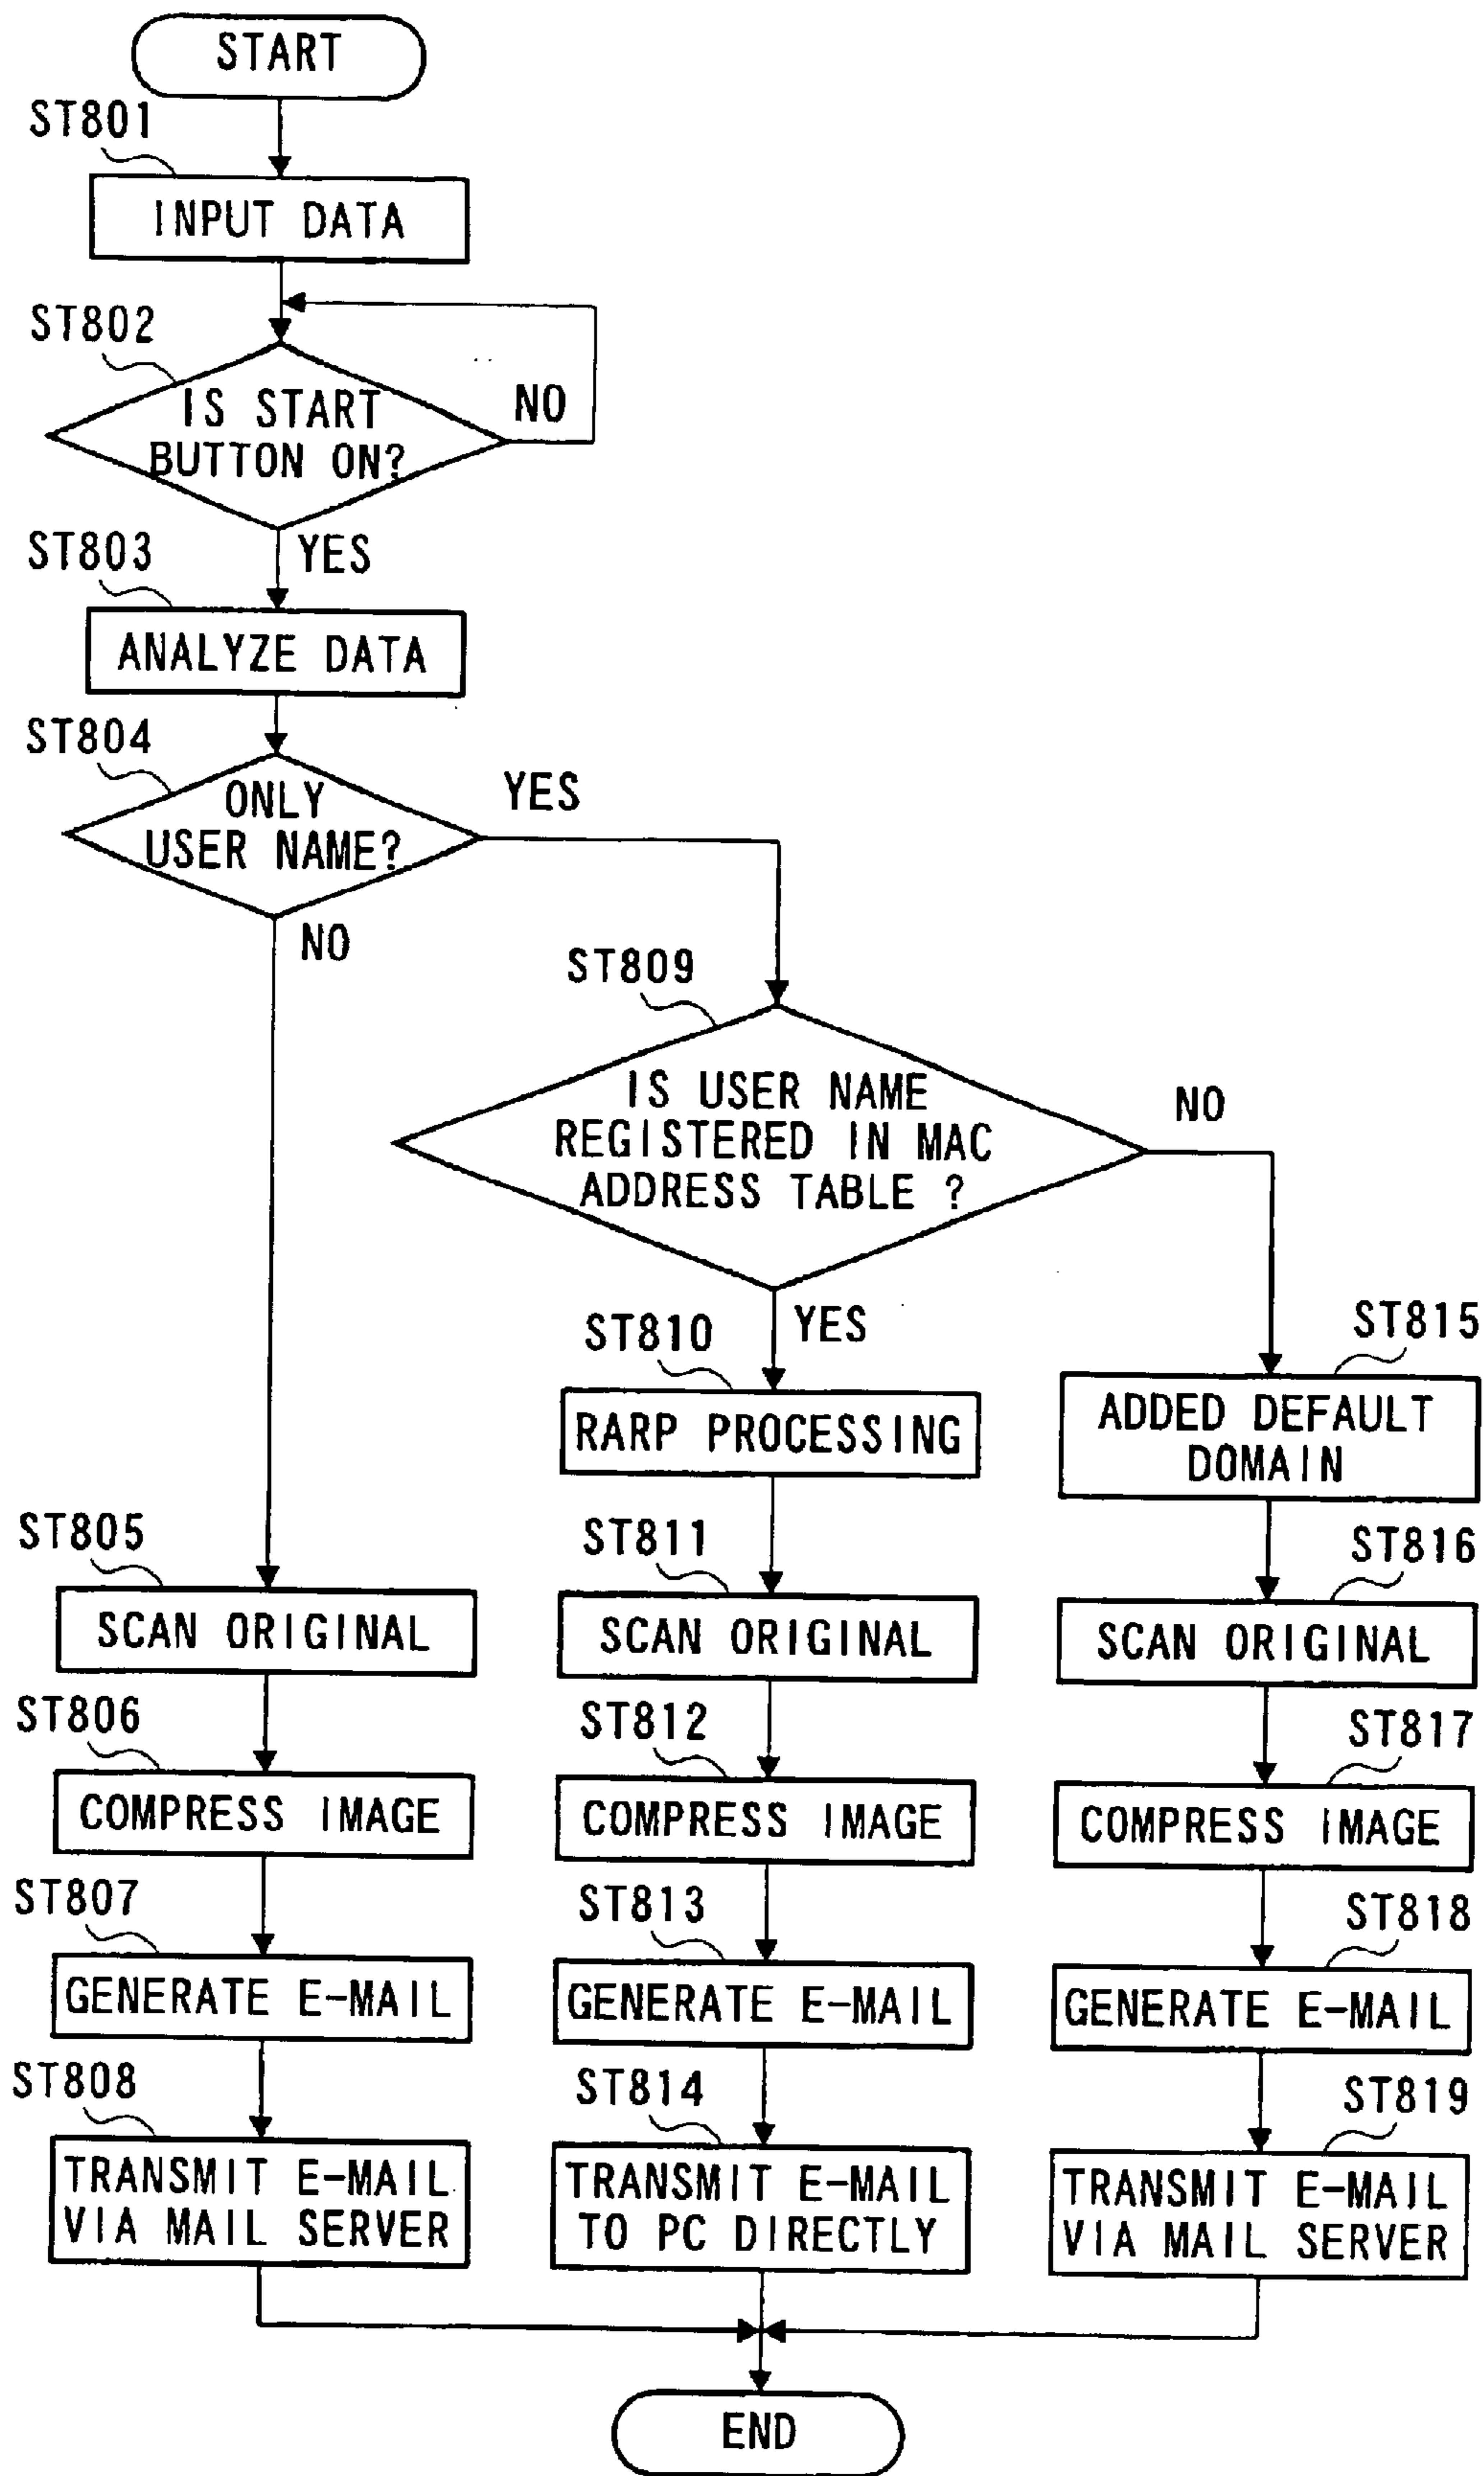 START
ST801
INPUT DATA
ST802
IS START
BUTTON ON?
NO
YES
ST803
ANALYZE DATA
ST804
ONLY
USER NAME?
YES
NO
ST809
IS USER NAME
REGISTERED IN MAC
ADDRESS TABLE ?
NO
YES
ST805
SCAN ORIGINAL
ST806
COMPRESS IMAGE
ST807
GENERATE E-MAIL
ST808
TRANSMIT E-MAIL
VIA MAIL SERVER
ST810
RARP PROCESSING
ST811
SCAN ORIGINAL
ST812
COMPRESS IMAGE
ST813
GENERATE E-MAIL
ST814
TRANSMIT E-MAIL
TO PC DIRECTLY
ST815
ADDED DEFAULT
DOMAIN
ST816
SCAN ORIGINAL
ST817
COMPRESS IMAGE
ST818
GENERATE E-MAIL
ST819
TRANSMIT E-MAIL
VIA MAIL SERVER
END